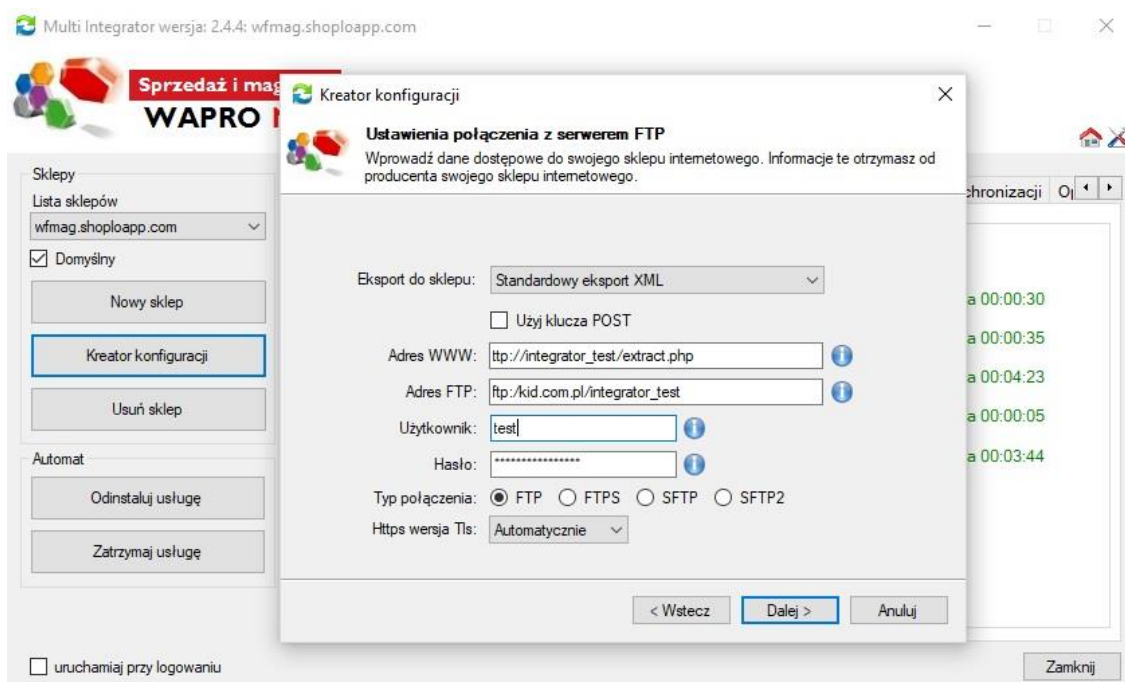 Multi Integrator wersja: 2.4.4: wfmag.shoploapp.com
Sprzedaż i
WAPRO
Sklepy
Lista sklepów
wfmag.shoploapp.com
Domyślny
Nowy sklep
Kreator konfiguracji
Usuń sklep
Automat
Odinstaluj usługę
Zatrzymaj usługę
uruchamiaj przy logowaniu
Kreator konfiguracji
Ustawienia połączenia z serwerem FTP
Wprowadź dane dostępowe do swojego sklepu internetowego. Informacje te otrzymasz od
producenta swojego sklepu internetowego.
Eksport do sklepu: Standardowy eksport XML
Użyj klucza POST
Adres WWW: ttp://integrator_test/extract.php
Adres FTP: ftp:/kid.com.pl/integrator_test
Użytkownik: test
Hasło: ****************
Typ połączenia: FTP FTPS SFTP SFTP2
Https wersja Tls: Automatycznie
< Wstecz Dalej > Anuluj
chronizacji
a 00:00:30
a 00:00:35
a 00:04:23
a 00:00:05
a 00:03:44
Zamknij